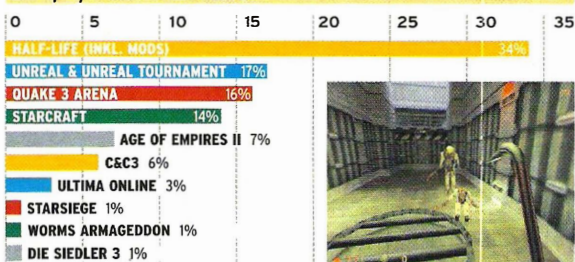 0 5 10 15 20 25 30 35
HALF-LIFE (INKL. MODS) 34%
UNREAL & UNREAL TOURNAMENT 17%
QUAKE 3 ARENA 16%
STARCRAFT 14%
AGE OF EMPIRES II 7%
C&C3 6%
ULTIMA ONLINE 3%
STARSIEGE 1%
WORMS ARMAGEDDON 1%
DIE SIEDLER 3 1%